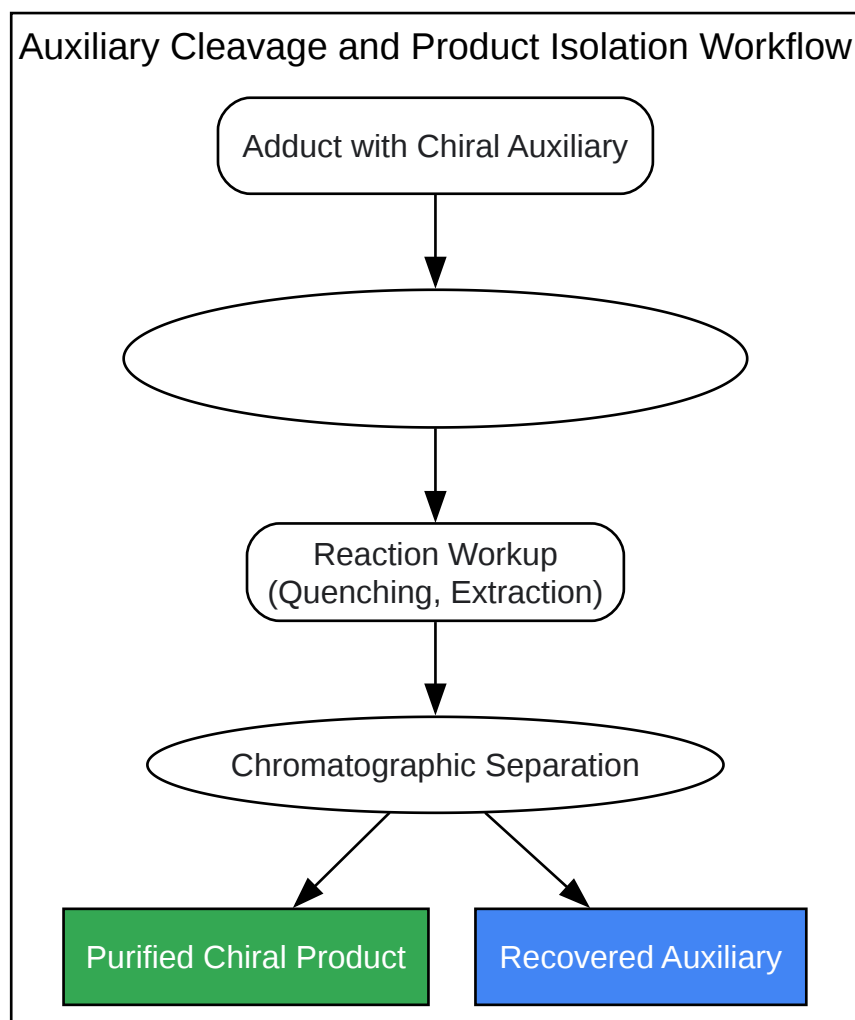 Auxiliary Cleavage and Product Isolation Workflow
Adduct with Chiral Auxiliary
Reaction Workup
(Quenching, Extraction)
Chromatographic Separation
Purified Chiral Product
Recovered Auxiliary